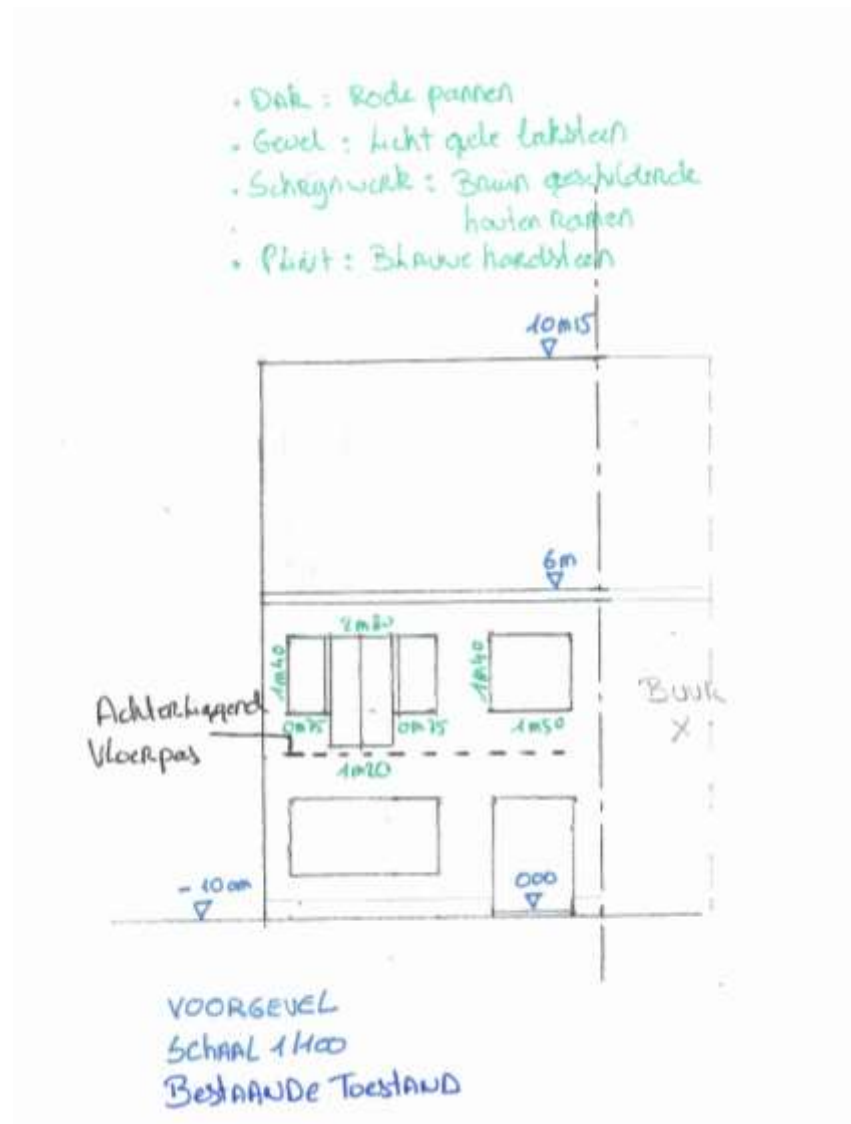 • Dak : Rode pannen
• Gevel : Licht gele baksteen
• Schrijnwerk : Bruin geschilderde
houten Ramen
• Plint : Blauwe hardsteen
10m15
6m
2m80
1m40
1m40
Buur
X
Achterliggend
Vloerpas
0m75
0m75
1m50
1m20
- 10cm
000
VOORGEVEL
SCHAAL 1/100
BESTAANDE TOESTAND